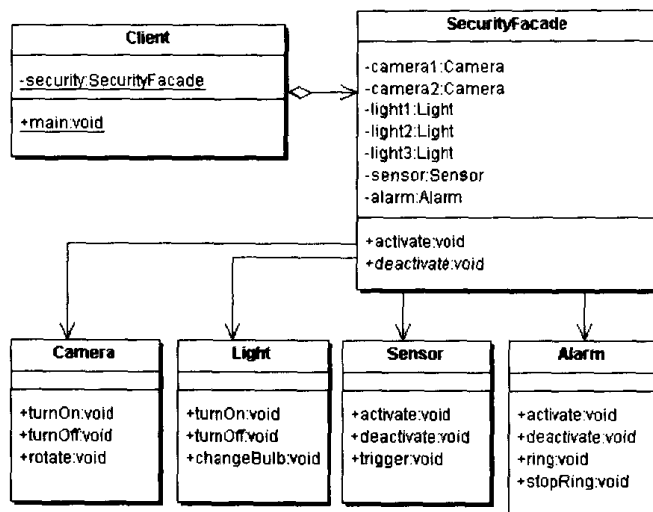 Client
-security:SecurityFacade
+main:void
SecurityFacade
-camera1:Camera
-camera2:Camera
-light1:Light
-light2:Light
-light3:Light
-sensor:Sensor
-alarm:Alarm
+activate:void
+deactivate:void
Camera
+turnOn:void
+turnOff:void
+rotate:void
Light
+turnOn:void
+turnOff:void
+changeBulb:void
Sensor
+activate:void
+deactivate:void
+trigger:void
Alarm
+activate:void
+deactivate:void
+ring:void
+stopRing:void